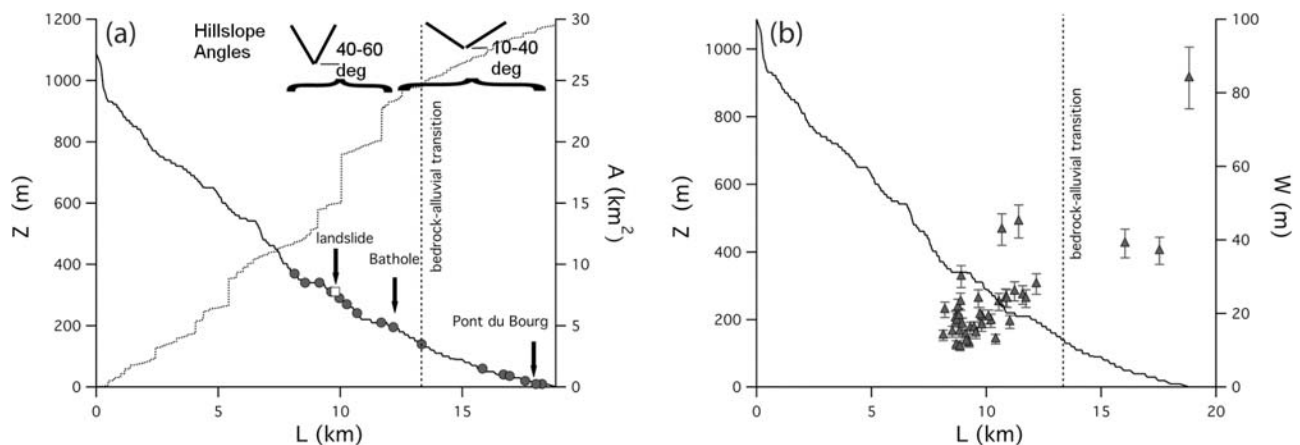 (a)
Hillslope
Angles
40-60
deg
10-40
deg
1200
1000
800
600
400
200
0
Z (m)
30
25
20
15
10
5
0
A (km2)
bedrock-alluvial transition
landslide
Bathole
Pont du Bourg
0
5
10
15
L (km)
(b)
1000
800
600
400
200
0
Z (m)
100
80
60
40
20
0
W (m)
bedrock-alluvial transition
0
5
10
15
20
L (km)